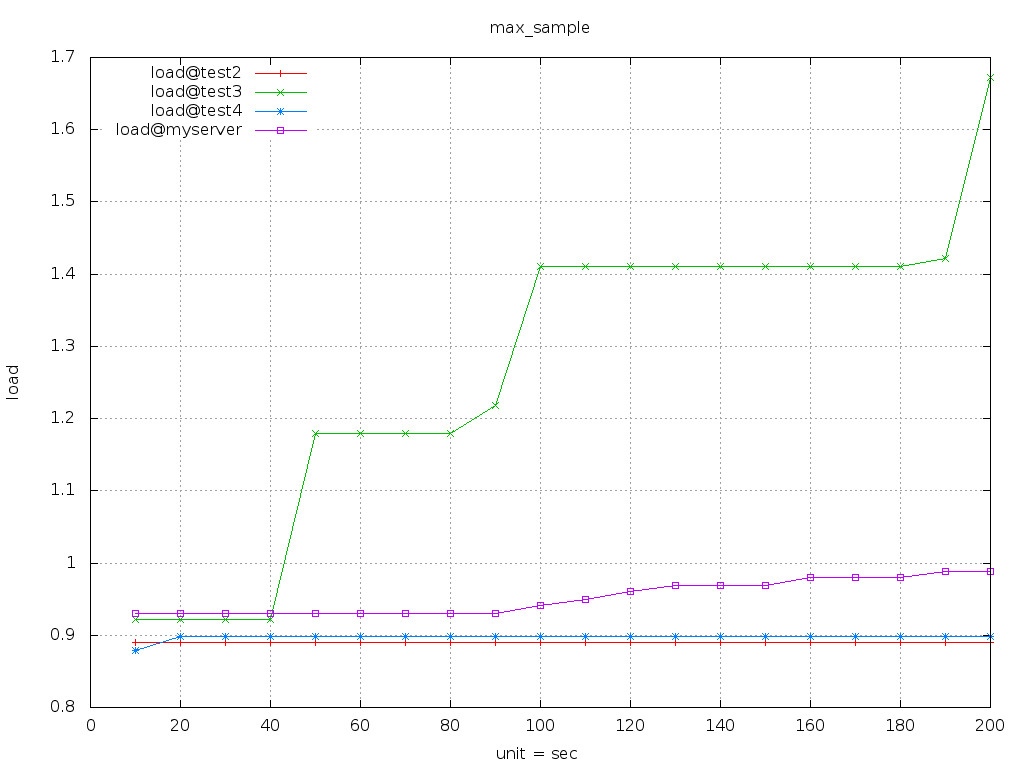 max_sample
load@test2
load@test3
load@test4
load@myserver
1.7
1.6
1.5
1.4
1.3
1.2
1.1
1
0.9
0.8
load
0 20 40 60 80 100 120 140 160 180 200
unit = sec